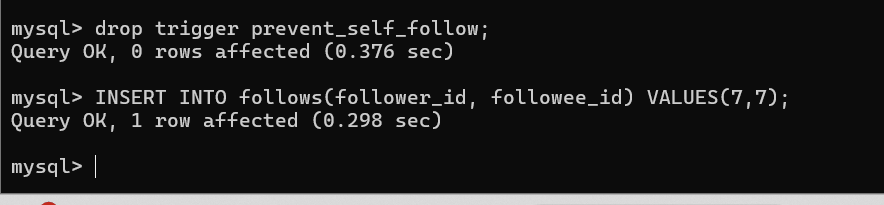 mysql> drop trigger prevent_self_follow;
Query OK, 0 rows affected (0.376 sec)
mysql> INSERT INTO follows(follower_id, followee_id) VALUES(7,7);
Query OK, 1 row affected (0.298 sec)
mysql>